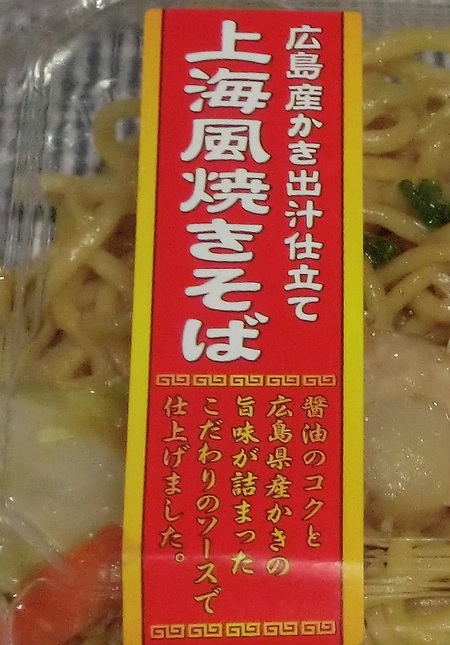 広島産かき出汁仕立て
上海風焼きそば
醤油のコクと
広島県産かきの
旨味が詰まった
こだわりのソースで
仕上げました。